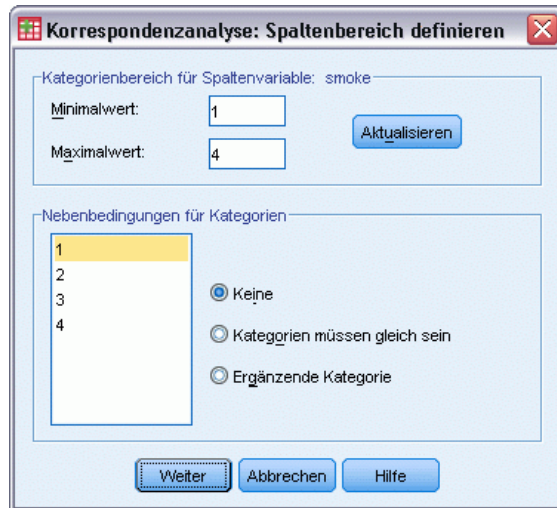 Korrespondenzanalyse: Spaltenbereich definieren
Kategorienbereich für Spaltenvariable: smoke
Minimalwert: 1
Maximalwert: 4
Aktualisieren
Nebenbedingungen für Kategorien
1
2
3
4
Keine
Kategorien müssen gleich sein
Ergänzende Kategorie
Weiter Abbrechen Hilfe